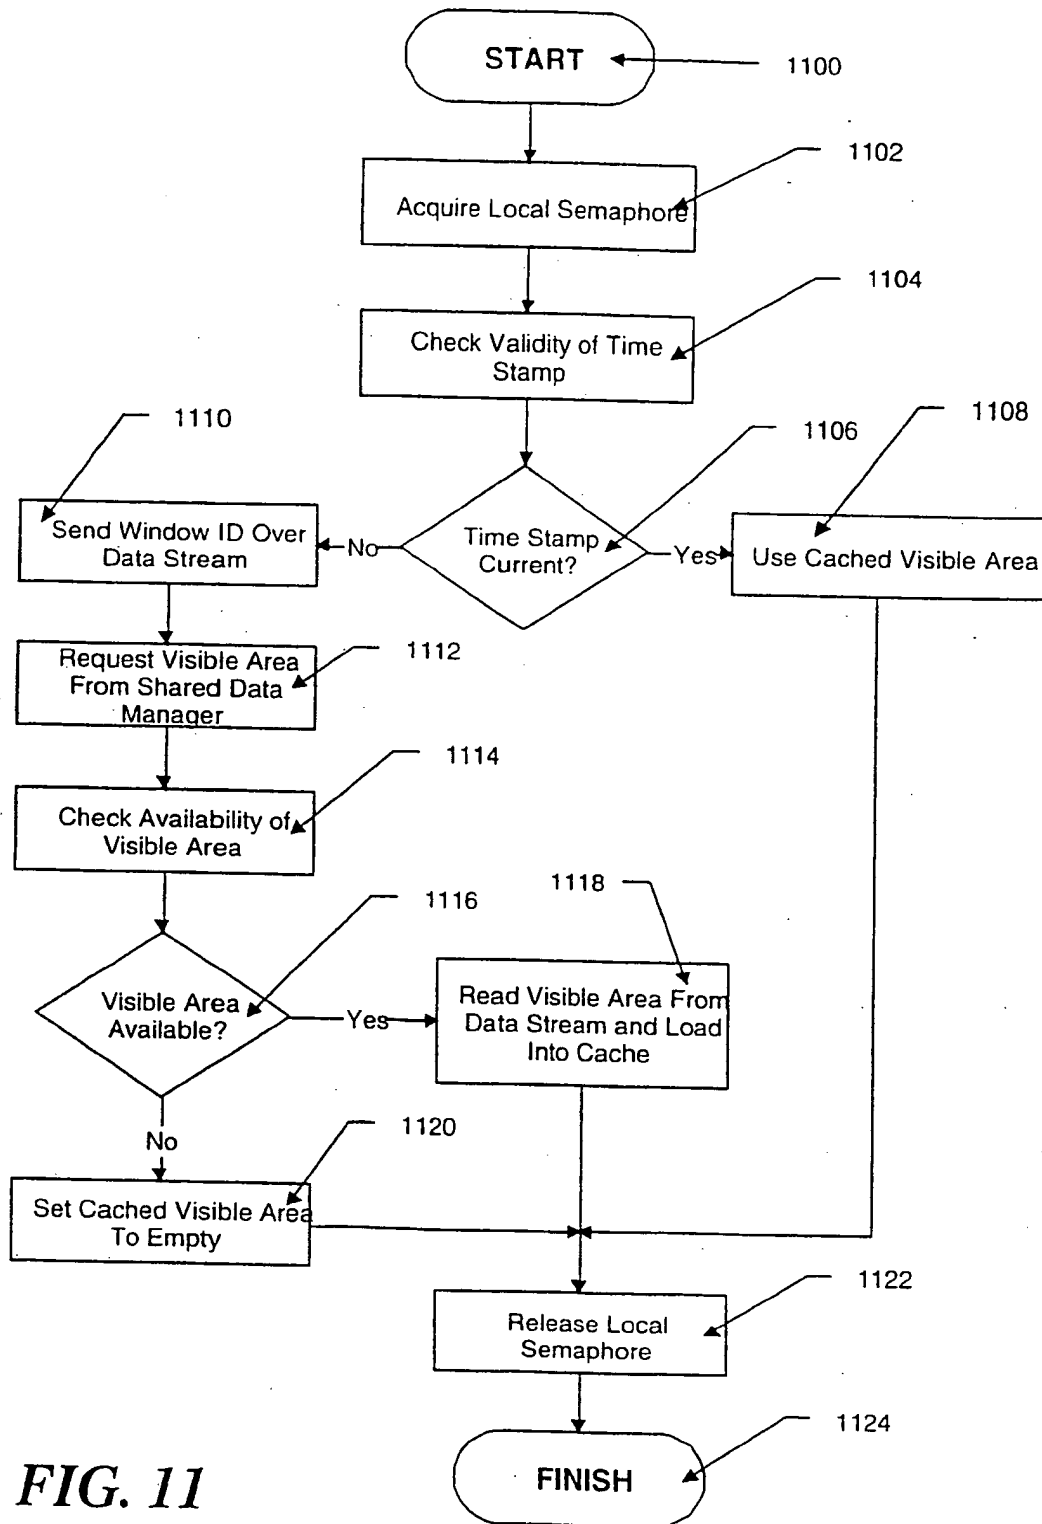 START
1100
1102
Acquire Local Semaphore
1104
Check Validity of Time
Stamp
1110
1106
1108
Send Window ID Over
Data Stream
No
Time Stamp
Current?
Yes
Use Cached Visible Area
Request Visible Area
From Shared Data
Manager
1112
1114
Check Availability of
Visible Area
1116
1118
Visible Area
Available?
Yes
Read Visible Area From
Data Stream and Load
Into Cache
No
1120
Set Cached Visible Area
To Empty
1122
Release Local
Semaphore
1124
FINISH
FIG. 11